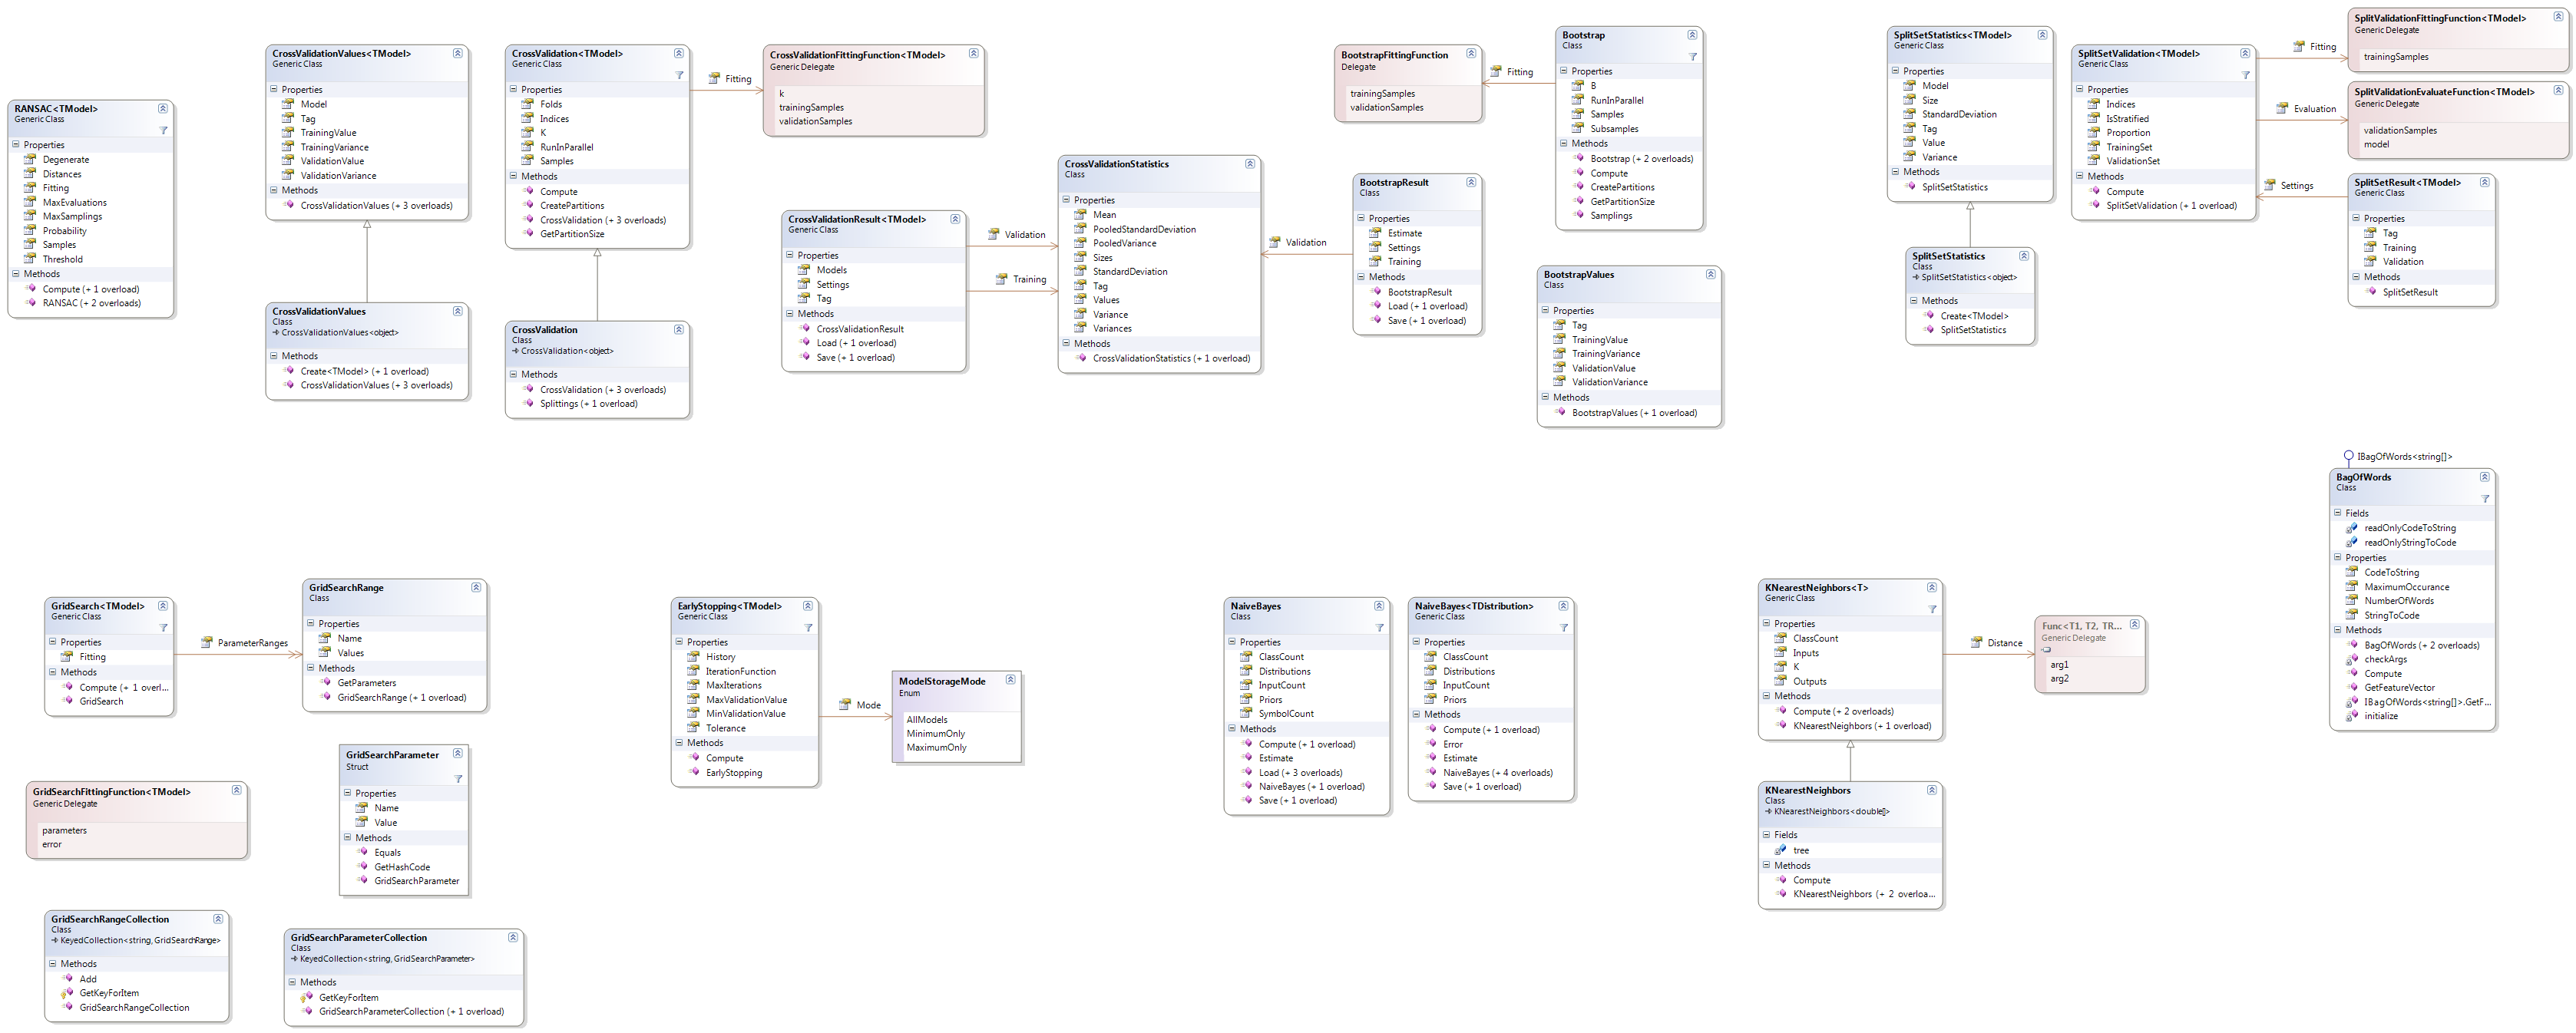 RANSAC<TModel>
Generic Class
Properties
Degenerate
Distances
Fitting
MaxEvaluations
MaxSamplings
Probability
Samples
Threshold
Methods
Compute (+ 1 overload)
RANSAC (+ 2 overloads)
CrossValidationValues<TModel>
Generic Class
Properties
Model
Tag
TrainingValue
TrainingVariance
ValidationValue
ValidationVariance
Methods
CrossValidationValues (+ 3 overloads)
CrossValidationValues
Class
CrossValidationValues<object>
Methods
Create<TModel> (+ 1 overload)
CrossValidationValues (+ 3 overloads)
CrossValidation<TModel>
Generic Class
Properties
Folds
Indices
K
RunInParallel
Samples
Methods
Compute
CreatePartitions
CrossValidation (+ 3 overloads)
GetPartitionSize
CrossValidation
Class
CrossValidation<object>
Methods
CrossValidation (+ 3 overloads)
Splittings (+ 1 overload)
Fitting
CrossValidationFittingFunction<TModel>
Generic Delegate
k
trainingSamples
validationSamples
CrossValidationResult<TModel>
Generic Class
Properties
Models
Settings
Tag
Methods
CrossValidationResult
Load (+ 1 overload)
Save (+ 1 overload)
Validation
Training
CrossValidationStatistics
Class
Properties
Mean
PooledStandardDeviation
PooledVariance
Sizes
StandardDeviation
Tag
Values
Variance
Variances
Methods
CrossValidationStatistics (+ 1 overload)
Validation
BootstrapFittingFunction
Delegate
trainingSamples
validationSamples
Fitting
BootstrapResult
Class
Properties
Estimate
Settings
Training
Methods
BootstrapResult
Load (+ 1 overload)
Save (+ 1 overload)
Bootstrap
Class
Properties
B
RunInParallel
Samples
Subsamples
Methods
Bootstrap (+ 2 overloads)
Compute
CreatePartitions
GetPartitionSize
Samplings
BootstrapValues
Class
Properties
Tag
TrainingValue
TrainingVariance
ValidationValue
ValidationVariance
Methods
BootstrapValues (+ 1 overload)
SplitSetStatistics<TModel>
Generic Class
Properties
Model
Size
StandardDeviation
Tag
Value
Variance
Methods
SplitSetStatistics
SplitSetStatistics
Class
SplitSetStatistics<object>
Methods
Create<TModel>
SplitSetStatistics
SplitSetValidation<TModel>
Generic Class
Properties
Indices
IsStratified
Proportion
TrainingSet
ValidationSet
Methods
Compute
SplitSetValidation (+ 1 overload)
Fitting
Evaluation
Settings
SplitValidationFittingFunction<TModel>
Generic Delegate
trainingSamples
SplitValidationEvaluateFunction<TModel>
Generic Delegate
validationSamples
model
SplitSetResult<TModel>
Generic Class
Properties
Tag
Training
Validation
Methods
SplitSetResult
GridSearch<TModel>
Generic Class
Properties
Fitting
Methods
Compute (+ 1 overl...
GridSearch
ParameterRanges
GridSearchRange
Class
Properties
Name
Values
Methods
GetParameters
GridSearchRange (+ 1 overload)
GridSearchParameter
Struct
Properties
Name
Value
Methods
Equals
GetHashCode
GridSearchParameter
GridSearchFittingFunction<TModel>
Generic Delegate
parameters
error
GridSearchRangeCollection
Class
KeyedCollection<string, GridSearchRange>
Methods
Add
GetKeyForItem
GridSearchRangeCollection
GridSearchParameterCollection
Class
KeyedCollection<string, GridSearchParameter>
Methods
GetKeyForItem
GridSearchParameterCollection (+ 1 overload)
EarlyStopping<TModel>
Generic Class
Properties
History
IterationFunction
MaxIterations
MaxValidationValue
MinValidationValue
Tolerance
Methods
Compute
EarlyStopping
Mode
ModelStorageMode
Enum
AllModels
MinimumOnly
MaximumOnly
NaiveBayes
Class
Properties
ClassCount
Distributions
InputCount
Priors
SymbolCount
Methods
Compute (+ 1 overload)
Estimate
Load (+ 3 overloads)
NaiveBayes (+ 1 overload)
Save (+ 1 overload)
NaiveBayes<TDistribution>
Generic Class
Properties
ClassCount
Distributions
InputCount
Priors
Methods
Compute (+ 1 overload)
Error
Estimate
NaiveBayes (+ 4 overloads)
Save (+ 1 overload)
KNearestNeighbors<T>
Generic Class
Properties
ClassCount
Inputs
K
Outputs
Methods
Compute (+ 2 overloads)
KNearestNeighbors (+ 1 overload)
Distance
Func<T1, T2, TR...
Generic Delegate
arg1
arg2
KNearestNeighbors
Class
KNearestNeighbors<double[]>
Fields
tree
Methods
Compute
KNearestNeighbors (+ 2 overloa...
IBagOfWords<string[]>
BagOfWords
Class
Fields
readOnlyCodeToString
readOnlyStringToCode
Properties
CodeToString
MaximumOccurance
NumberOfWords
StringToCode
Methods
BagOfWords (+ 2 overloads)
checkArgs
Compute
GetFeatureVector
IBagOfWords<string[]>.GetF...
initialize